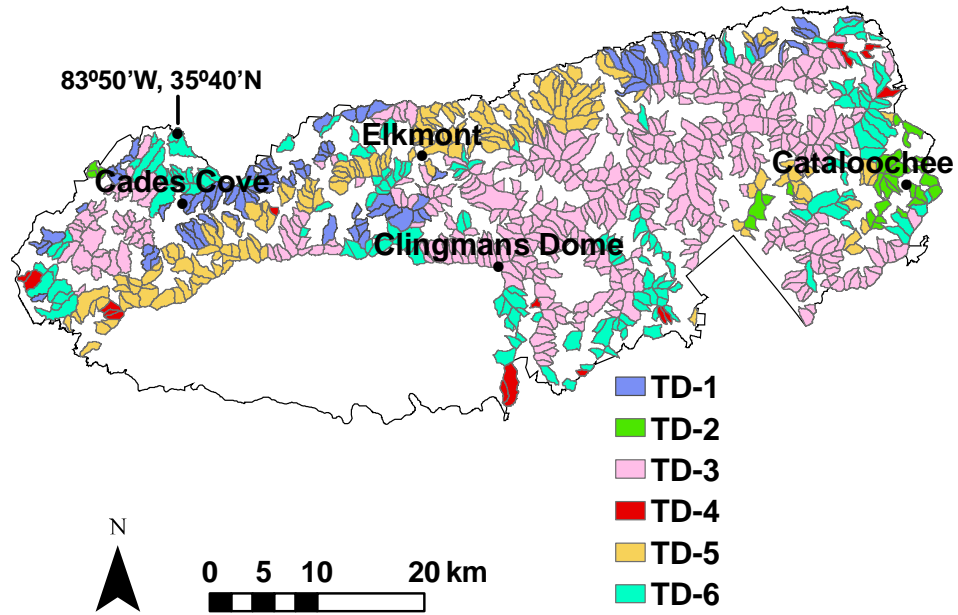 83º50’W, 35º40’N
Elkmont
Cataloochee
Cades Cove
Clingmans Dome
TD-1
TD-2
TD-3
TD-4
TD-5
TD-6
N
0 5 10 20 km